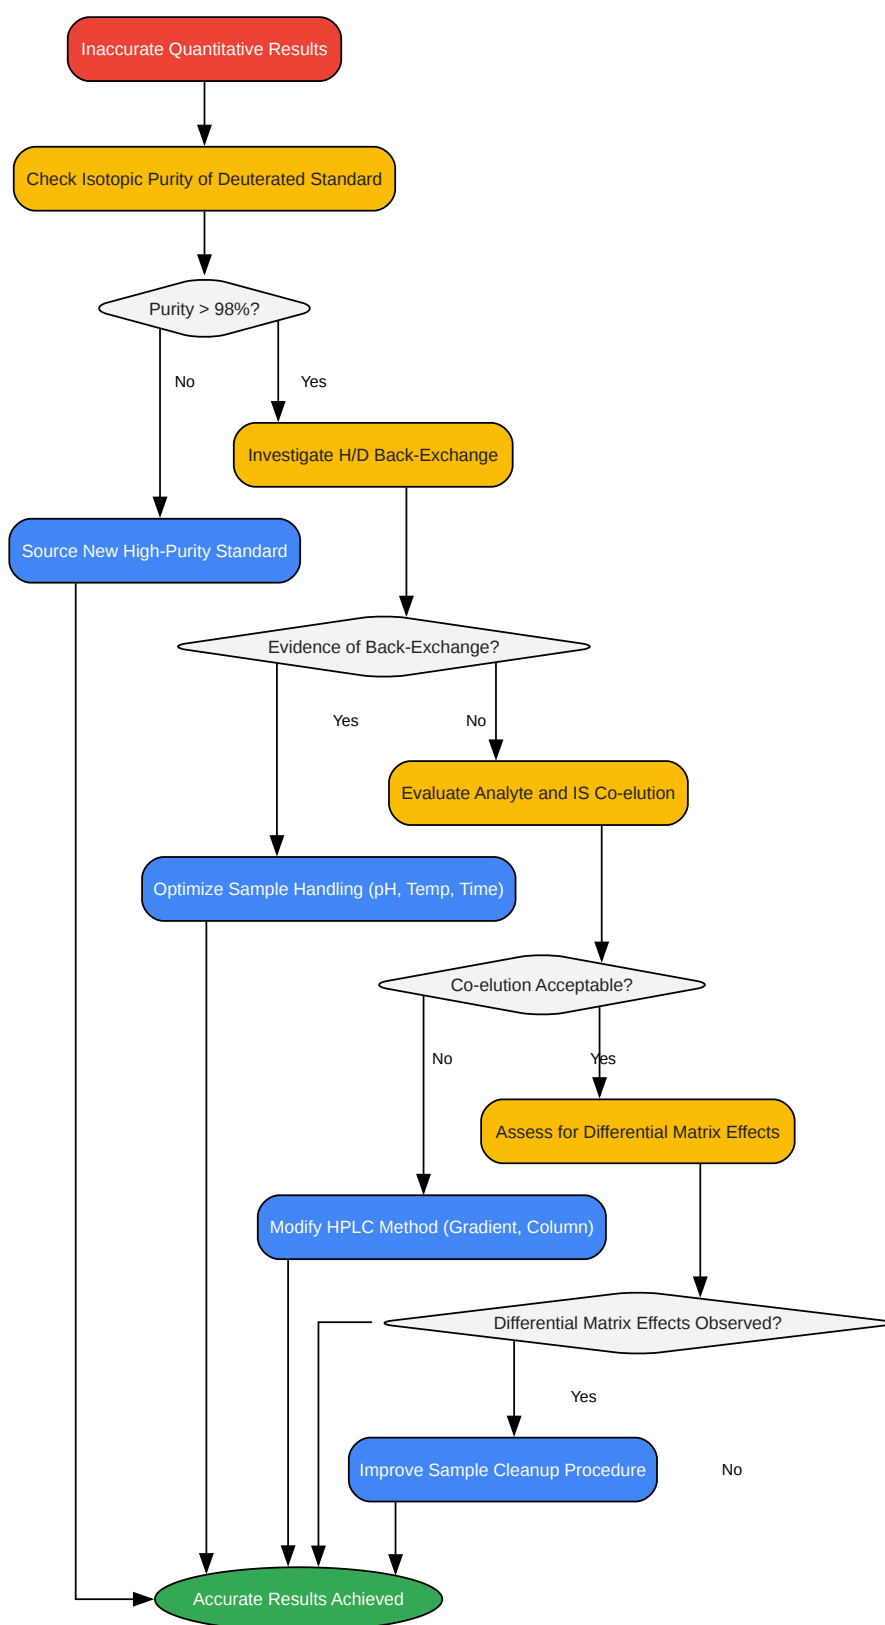 Inaccurate Quantitative Results
Check Isotopic Purity of Deuterated Standard
Purity > 98%?
No
Yes
Investigate H/D Back-Exchange
Source New High-Purity Standard
Evidence of Back-Exchange?
Yes
No
Evaluate Analyte and IS Co-elution
Optimize Sample Handling (pH, Temp, Time)
Co-elution Acceptable?
No
Yes
Assess for Differential Matrix Effects
Modify HPLC Method (Gradient, Column)
Differential Matrix Effects Observed?
Yes
Improve Sample Cleanup Procedure
No
Accurate Results Achieved